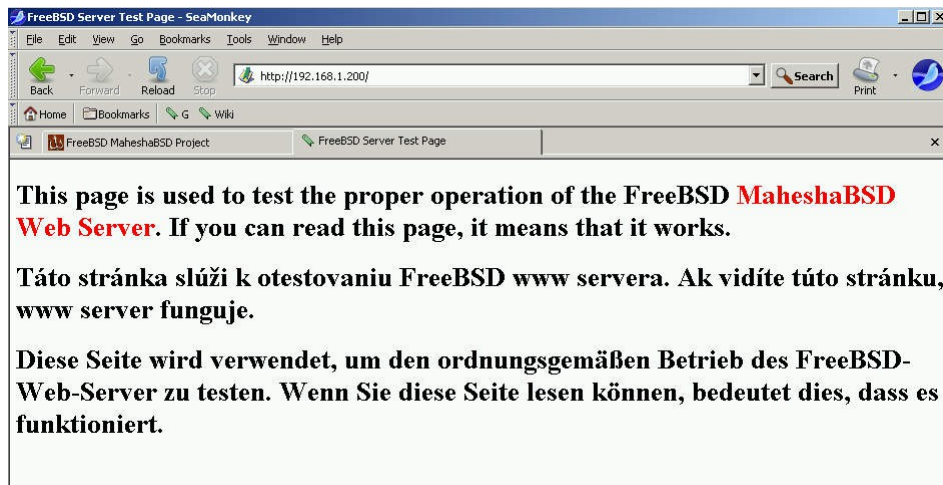 FreeBSD Server Test Page - SeaMonkey
File Edit View Go Bookmarks Tools Window Help
Back Forward Reload Stop http://192.168.1.200/ Search Print
Home Bookmarks G Wiki
FreeBSD MaheshaBSD Project FreeBSD Server Test Page
This page is used to test the proper operation of the FreeBSD MaheshaBSD
Web Server. If you can read this page, it means that it works.
Táto stránka slúži k otestovaniu FreeBSD www servera. Ak vidíte túto stránku,
www server funguje.
Diese Seite wird verwendet, um den ordnungsgemäßen Betrieb des FreeBSD-
Web-Server zu testen. Wenn Sie diese Seite lesen können, bedeutet dies, dass es
funktioniert.